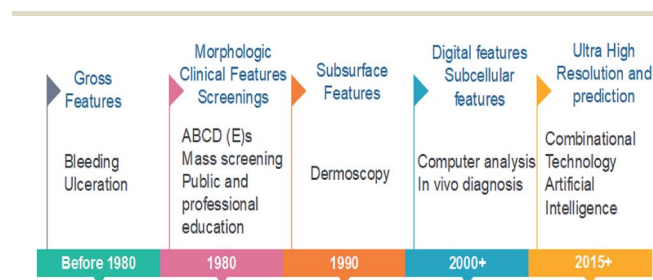 Gross
Features
Bleeding
Ulceration
Before 1980
Morphologic
Clinical Features
Screenings
ABCD (E)s
Mass screening
Public and
professional
education
1980
Subsurface
Features
Dermoscopy
1990
Digital features
Subcellular
features
Computer analysis
In vivo diagnosis
2000+
Ultra High
Resolution and
prediction
Combinational
Technology
Artificial
Intelligence
2015+